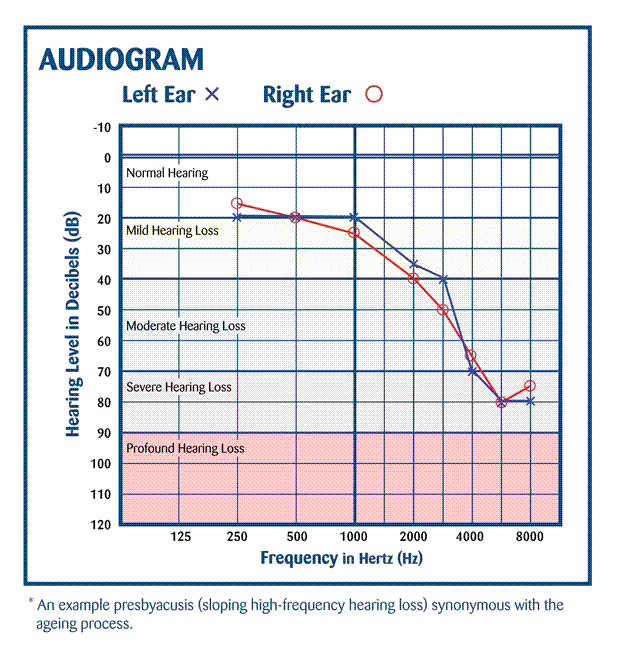 AUDIOGRAM
Left Ear × Right Ear O
Hearing Level in Decibels (dB)
-10
0
Normal Hearing
10
20
Mild Hearing Loss
30
40
50
Moderate Hearing Loss
60
70
Severe Hearing Loss
80
90
Profound Hearing Loss
100
110
120
125 250 500 1000 2000 4000 8000
Frequency in Hertz (Hz)
* An example presbyacusis (sloping high-frequency hearing loss) synonymous with the
ageing process.